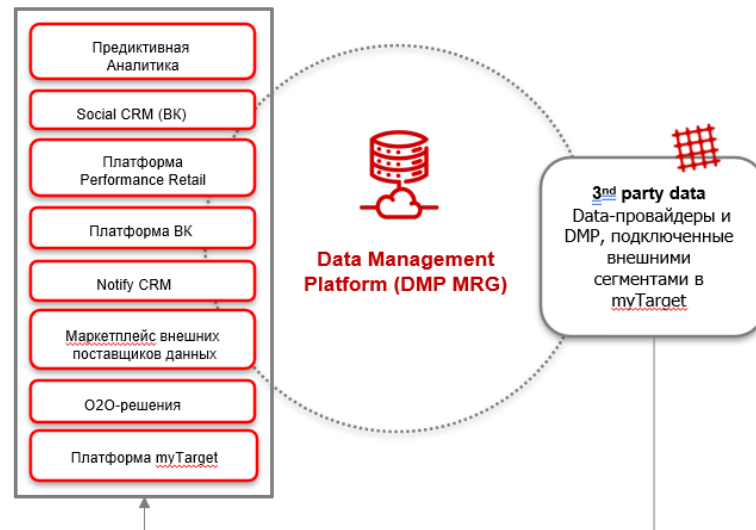 Предиктивная
Аналитика
Social CRM (ВК)
Платформа
Performance Retail
Платформа ВК
Notify CRM
Маркетплейс внешних
поставщиков данных
O2O-решения
Платформа myTarget
Data Management
Platform (DMP MRG)
3nd party data
Data-провайдеры и
DMP, подключенные
внешними
сегментами в
myTarget